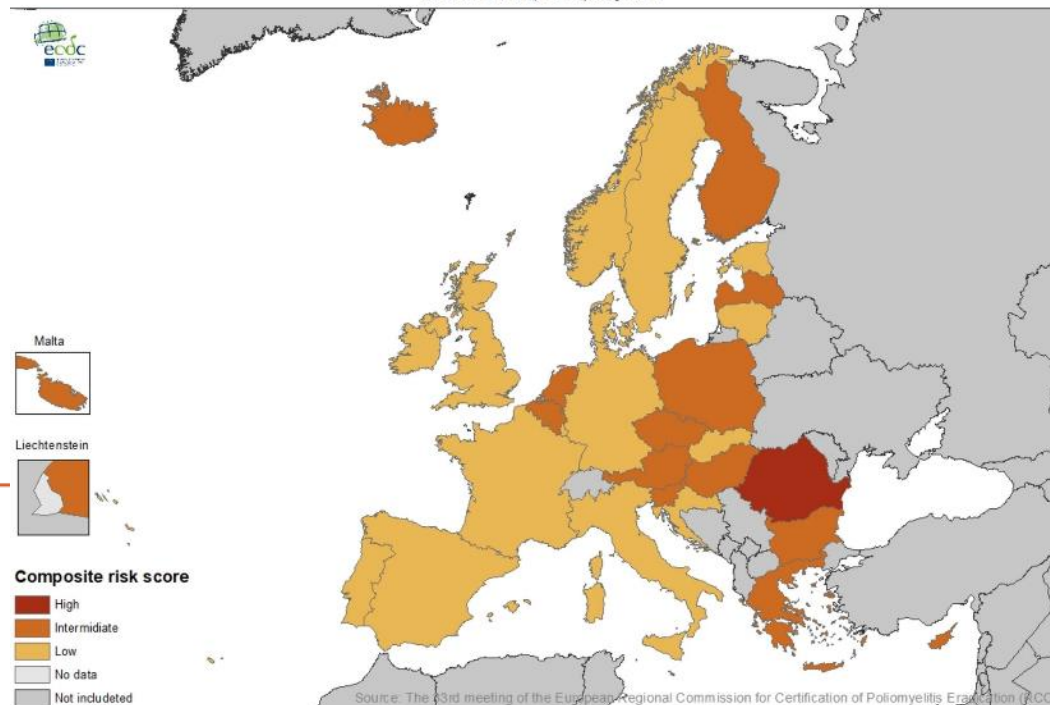 ecdc
Malta
Liechtenstein
Composite risk score
High
Intermidiate
Low
No data
Not includeted
Source: The 33rd meeting of the European Regional Commission for Certification of Poliomyelitis Eradication (RCC